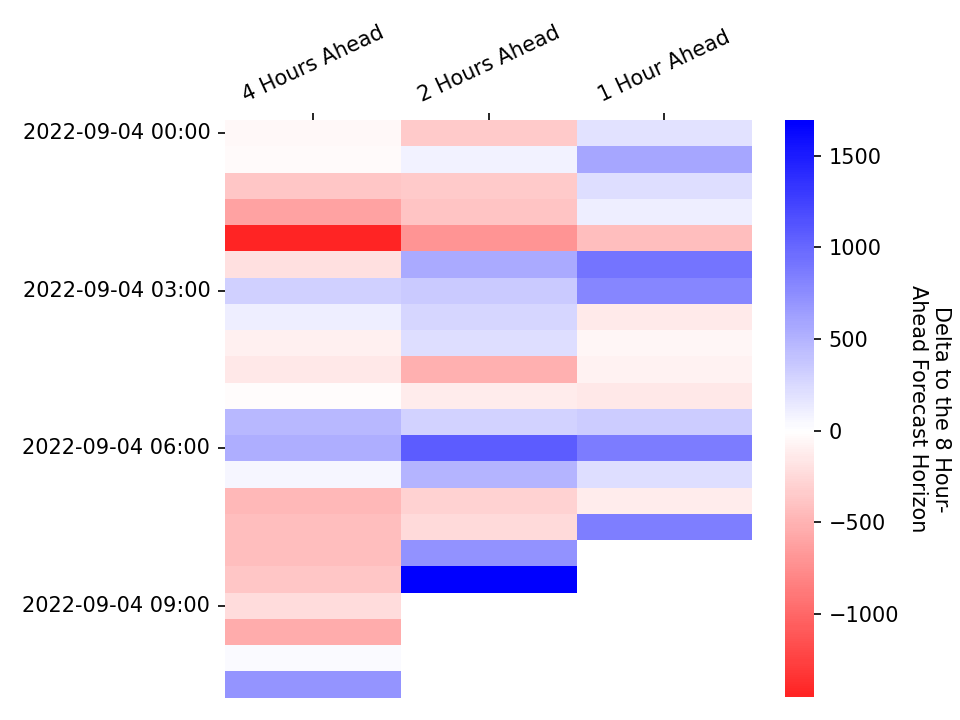 4 Hours Ahead
2 Hours Ahead
1 Hour Ahead
2022-09-04 00:00
2022-09-04 03:00
2022-09-04 06:00
2022-09-04 09:00
1500
1000
500
0
−500
−1000
Delta to the 8 Hour-
Ahead Forecast Horizon